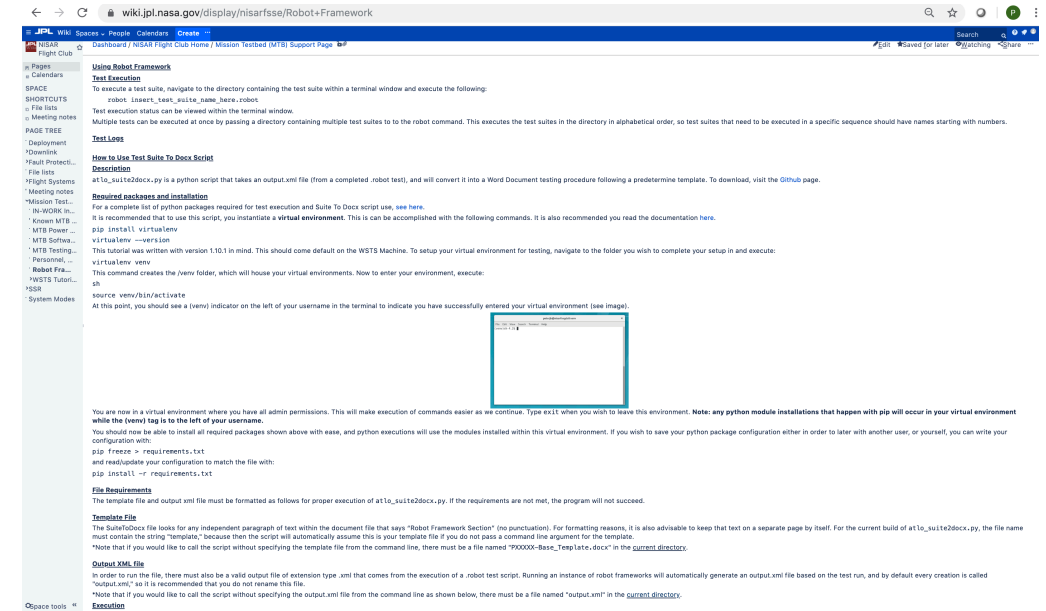 wiki.jpl.nasa.gov/display/nisarfsse/Robot+Framework
P
JPL Wiki Spaces People Calendars Create ··· Search
NISAR Flight Club
Dashboard / NISAR Flight Club Home / Mission Testbed (MTB) Support Page
Edit Saved for later Watching Share ···
Pages
Calendars
SPACE
SHORTCUTS
File lists
Meeting notes
PAGE TREE
Deployment
Downlink
Fault Protecti...
File lists
Flight Systems
Meeting notes
Mission Test...
IN-WORK In...
Known MTB ...
MTB Power ...
MTB Softwa...
MTB Testing...
Personnel, ...
Robot Fra...
WSTS Tutori...
SSR
System Modes
Space tools «
Using Robot Framework
Test Execution
To execute a test suite, navigate to the directory containing the test suite within a terminal window and execute the following:
robot insert_test_suite_name_here.robot
Test execution status can be viewed within the terminal window.
Multiple tests can be executed at once by passing a directory containing multiple test suites to to the robot command. This executes the test suites in the directory in alphabetical order, so test suites that need to be executed in a specific sequence should have names starting with numbers.
Test Logs
How to Use Test Suite To Docx Script
Description
atlo_suite2docx.py is a python script that takes an output.xml file (from a completed .robot test), and will convert it into a Word Document testing procedure following a predetermine template. To download, visit the Github page.
Required packages and installation
For a complete list of python packages required for test execution and Suite To Docx script use, see here.
It is recommended that to use this script, you instantiate a virtual environment. This is can be accomplished with the following commands. It is also recommended you read the documentation here.
pip install virtualenv
virtualenv --version
This tutorial was written with version 1.10.1 in mind. This should come default on the WSTS Machine. To setup your virtual environment for testing, navigate to the folder you wish to complete your setup in and execute:
virtualenv venv
This command creates the /venv folder, which will house your virtual environments. Now to enter your environment, execute:
sh
source venv/bin/activate
At this point, you should see a (venv) indicator on the left of your username in the terminal to indicate you have successfully entered your virtual environment (see image).
You are now in a virtual environment where you have all admin permissions. This will make execution of commands easier as we continue. Type exit when you wish to leave this environment. Note: any python module installations that happen with pip will occur in your virtual environment
while the (venv) tag is to the left of your username.
You should now be able to install all required packages shown above with ease, and python executions will use the modules installed within this virtual environment. If you wish to save your python package configuration either in order to later with another user, or yourself, you can write your
configuration with:
pip freeze > requirements.txt
and read/update your configuration to match the file with:
pip install -r requirements.txt
File Requirements
The template file and output xml file must be formatted as follows for proper execution of atlo_suite2docx.py. If the requirements are not met, the program will not succeed.
Template File
The SuiteToDocx file looks for any independent paragraph of text within the document file that says "Robot Framework Section" (no punctuation). For formatting reasons, it is also advisable to keep that text on a separate page by itself. For the current build of atlo_suite2docx.py, the file name
must contain the string "template," because then the script will automatically assume this is your template file if you do not pass a command line argument for the template.
*Note that if you would like to call the script without specifying the template file from the command line, there must be a file named "PXXXXX-Base_Template.docx" in the current directory.
Output XML file
In order to run the file, there must also be a valid output file of extension type .xml that comes from the execution of a .robot test script. Running an instance of robot frameworks will automatically generate an output.xml file based on the test run, and by default every creation is called
"output.xml," so it is recommended that you do not rename this file.
*Note that if you would like to call the script without specifying the output.xml file from the command line as shown below, there must be a file named "output.xml" in the current directory.
Execution